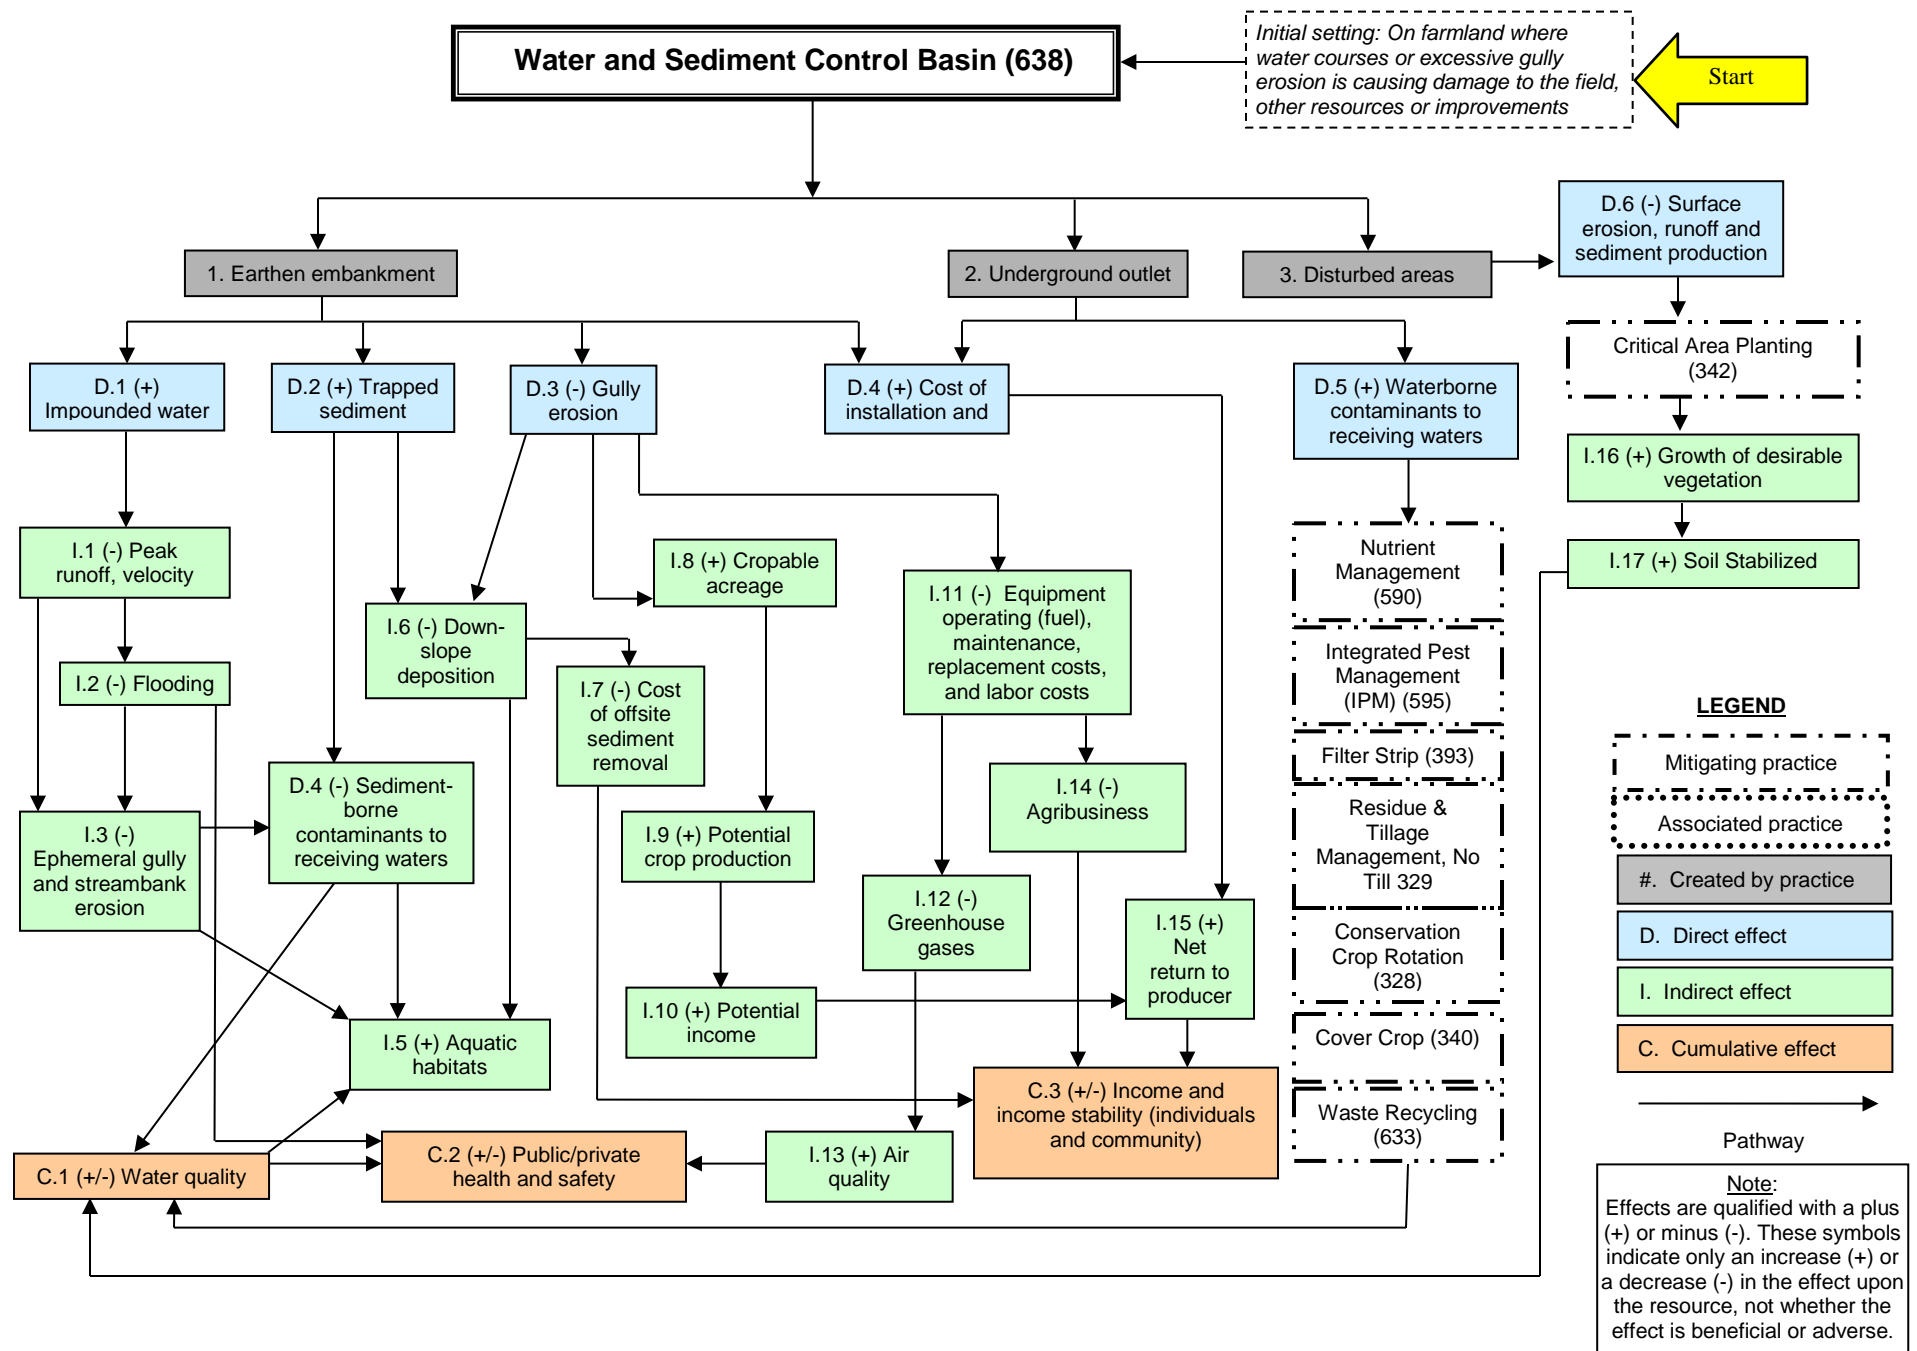 Water and Sediment Control Basin (638)
Initial setting: On farmland where
water courses or excessive gully
erosion is causing damage to the field,
other resources or improvements
Start
D.6 (-) Surface
erosion, runoff and
sediment production
1. Earthen embankment
2. Underground outlet
3. Disturbed areas
Critical Area Planting
(342)
D.1 (+)
Impounded water
D.2 (+) Trapped
sediment
D.3 (-) Gully
erosion
D.4 (+) Cost of
installation and
D.5 (+) Waterborne
contaminants to
receiving waters
I.16 (+) Growth of desirable
vegetation
I.17 (+) Soil Stabilized
I.1 (-) Peak
runoff, velocity
I.8 (+) Cropable
acreage
I.11 (-) Equipment
operating (fuel),
maintenance,
replacement costs,
and labor costs
Nutrient
Management
(590)
I.6 (-) Down-
slope
deposition
Integrated Pest
Management
(IPM) (595)
I.2 (-) Flooding
I.7 (-) Cost
of offsite
sediment
removal
Filter Strip (393)
D.4 (-) Sediment-
borne
contaminants to
receiving waters
I.14 (-)
Agribusiness
Residue &
Tillage
Management, No
Till 329
I.3 (-)
Ephemeral gully
and streambank
erosion
I.9 (+) Potential
crop production
I.12 (-)
Greenhouse
gases
I.15 (+)
Net
return to
producer
Conservation
Crop Rotation
(328)
I.10 (+) Potential
income
I.5 (+) Aquatic
habitats
Cover Crop (340)
C.3 (+/-) Income and
income stability (individuals
and community)
Waste Recycling
(633)
C.1 (+/-) Water quality
C.2 (+/-) Public/private
health and safety
I.13 (+) Air
quality
LEGEND
Mitigating practice
Associated practice
#. Created by practice
D. Direct effect
I. Indirect effect
C. Cumulative effect
Pathway
Note:
Effects are qualified with a plus
(+) or minus (-). These symbols
indicate only an increase (+) or
a decrease (-) in the effect upon
the resource, not whether the
effect is beneficial or adverse.